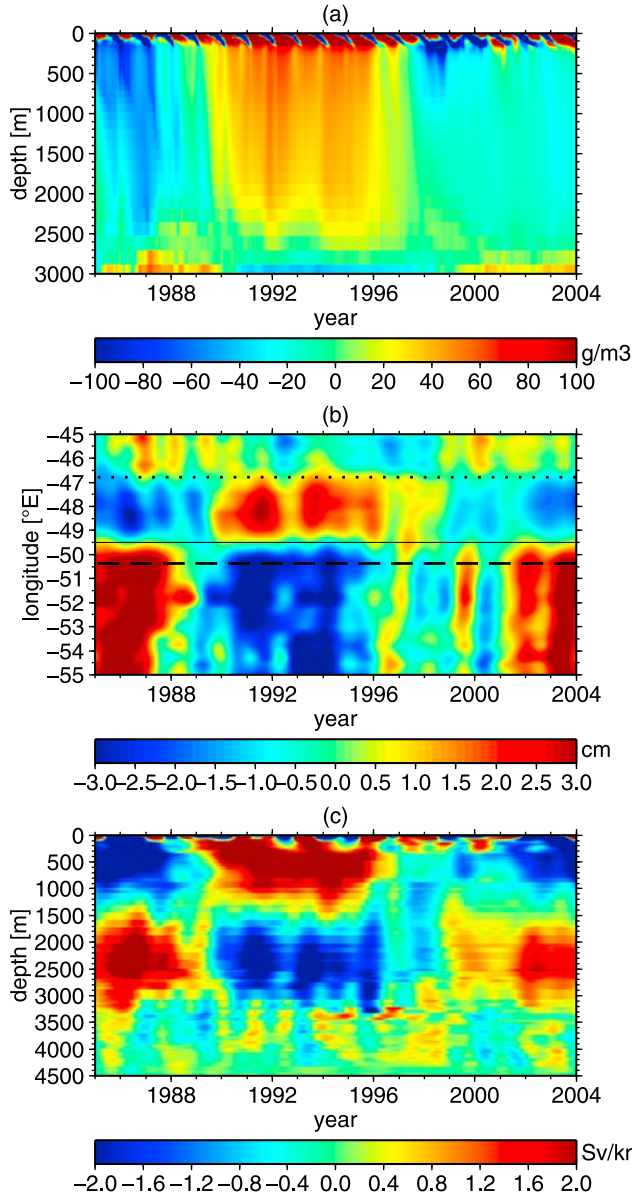 (a)
0
500
1000
1500
2000
2500
3000
depth [m]
1988 1992 1996 2000 2004
year
g/m3
−100 −80 −60 −40 −20 0 20 40 60 80 100
(b)
−45
−46
−47
−48
−49
−50
−51
−52
−53
−54
−55
longitude [°E]
1988 1992 1996 2000 2004
year
cm
−3.0 −2.5 −2.0 −1.5 −1.0 −0.5 0.0 0.5 1.0 1.5 2.0 2.5 3.0
(c)
0
500
1000
1500
2000
2500
3000
3500
4000
4500
depth [m]
1988 1992 1996 2000 2004
year
Sv/kr
−2.0 −1.6 −1.2 −0.8 −0.4 0.0 0.4 0.8 1.2 1.6 2.0